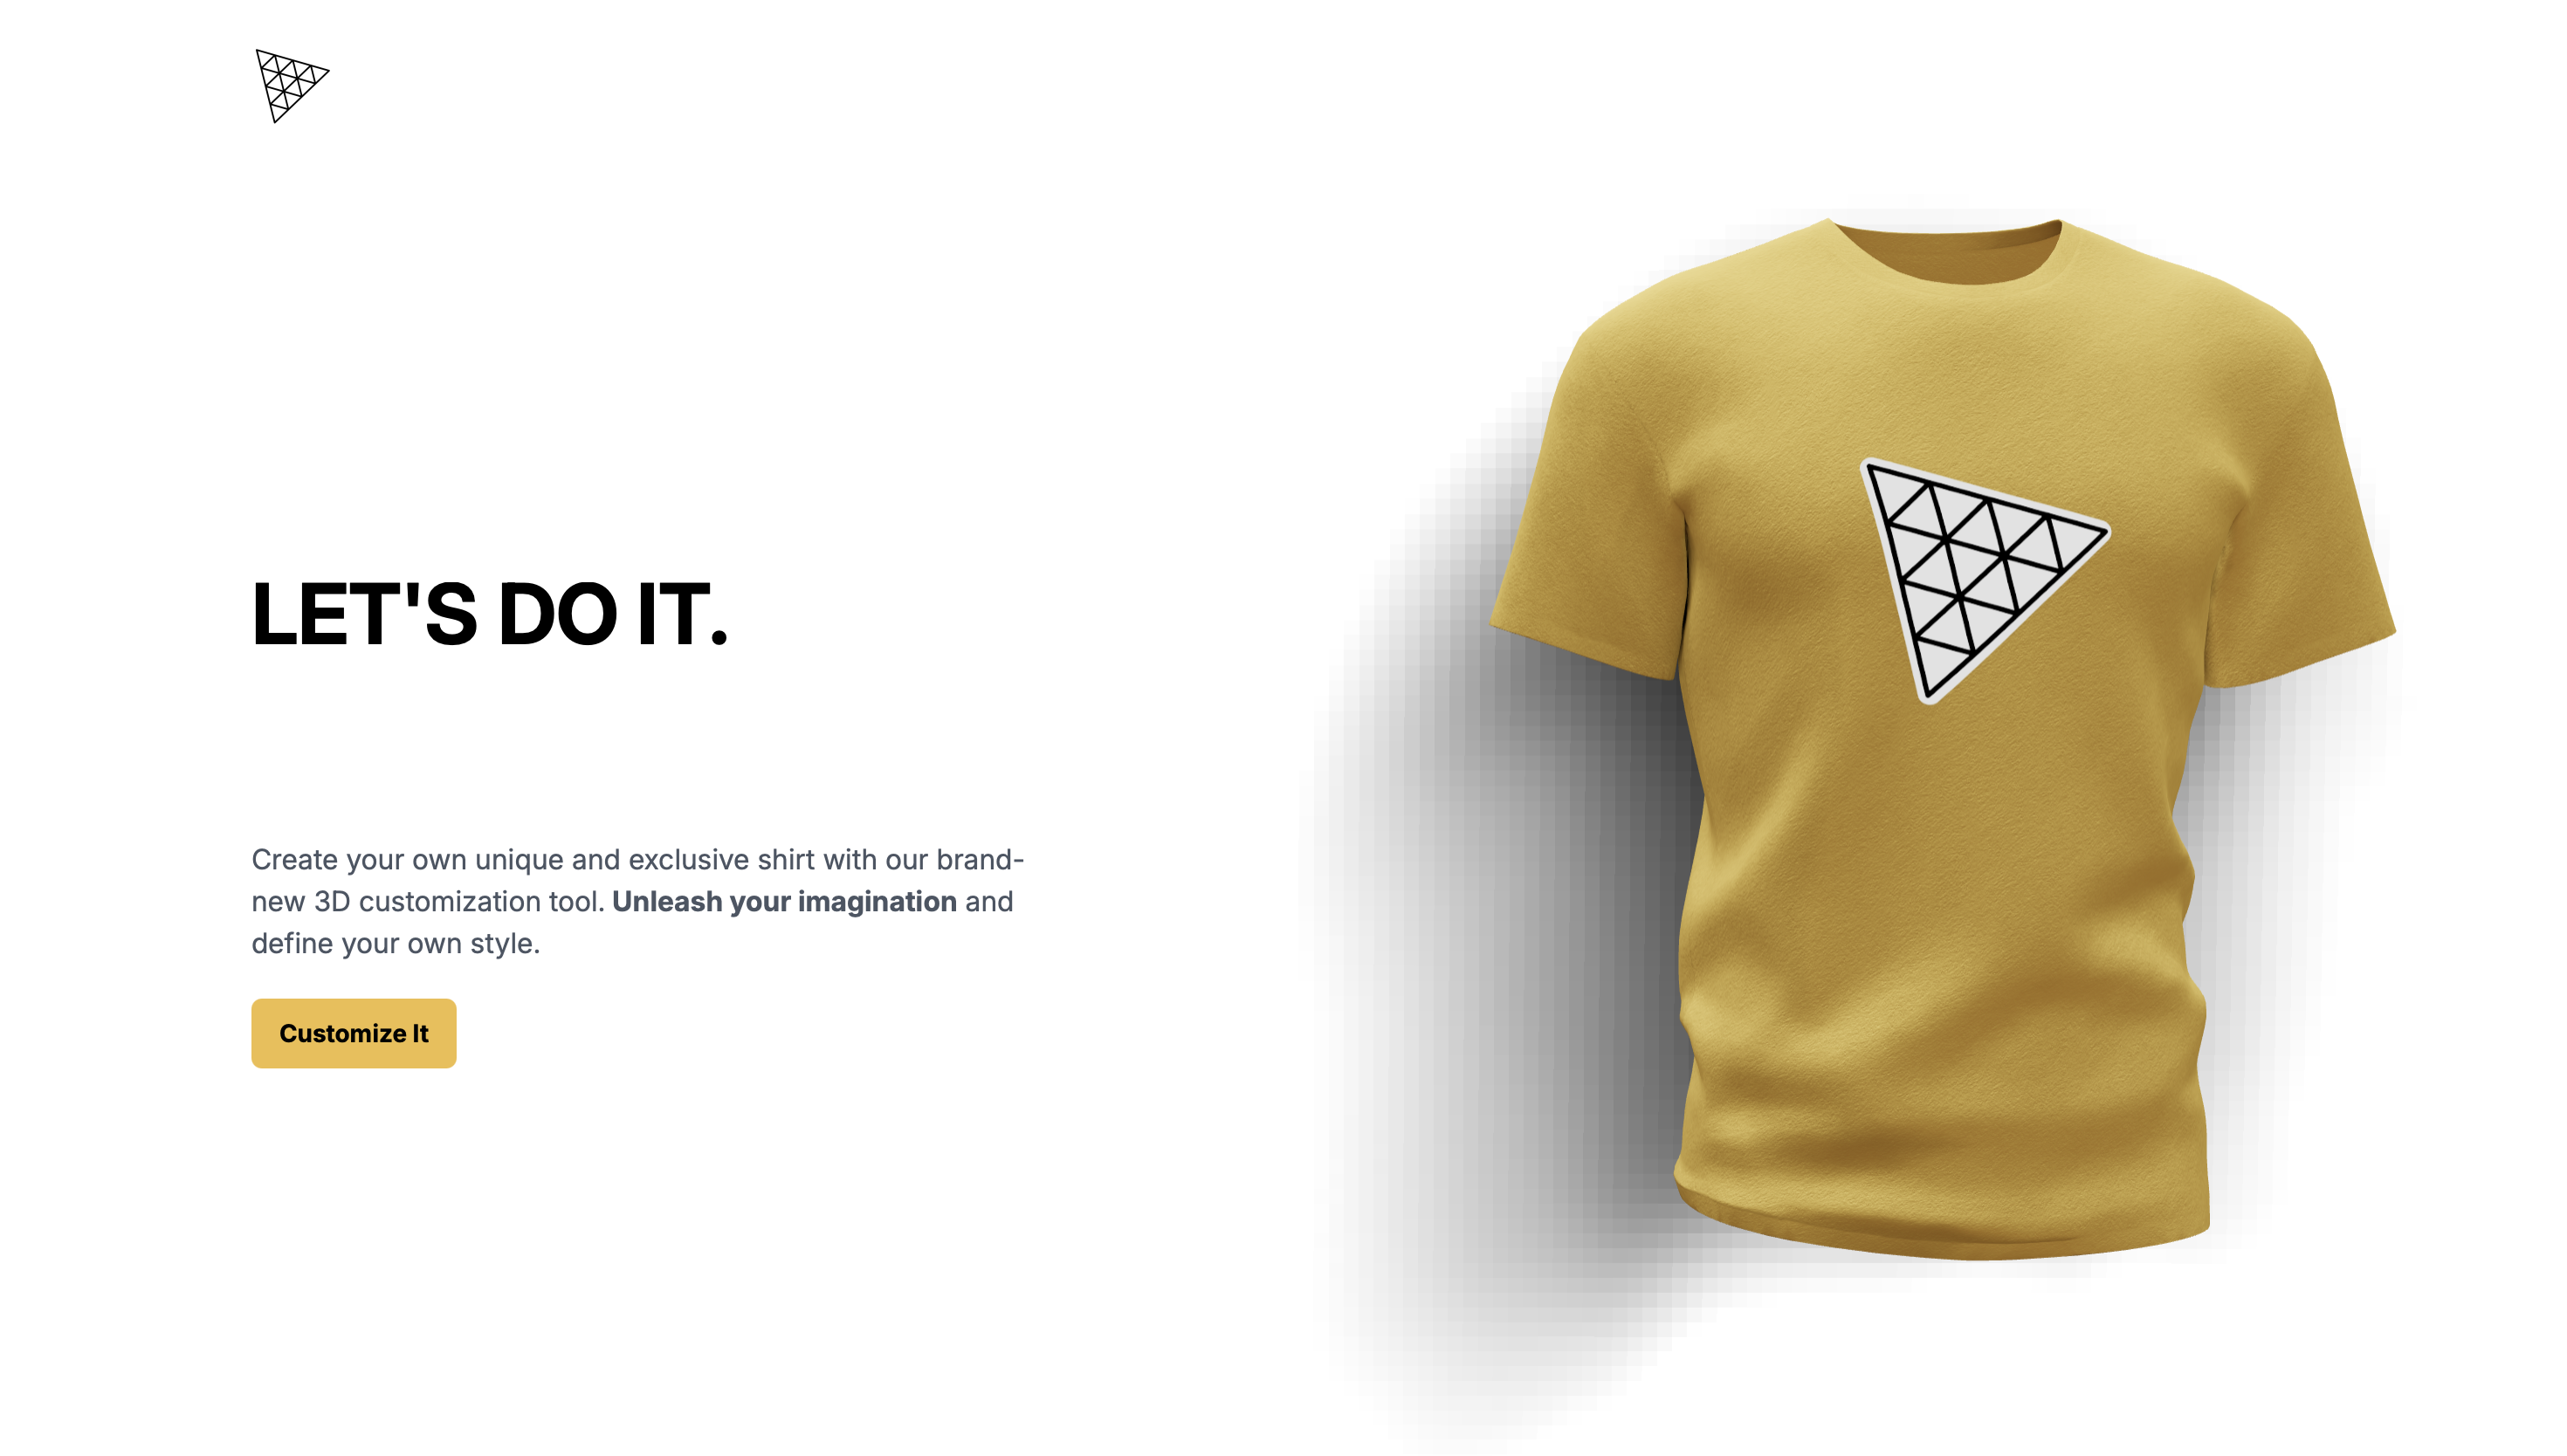 LET'S DO IT.
Create your own unique and exclusive shirt with our brand-
new 3D customization tool. Unleash your imagination and
define your own style.
Customize It